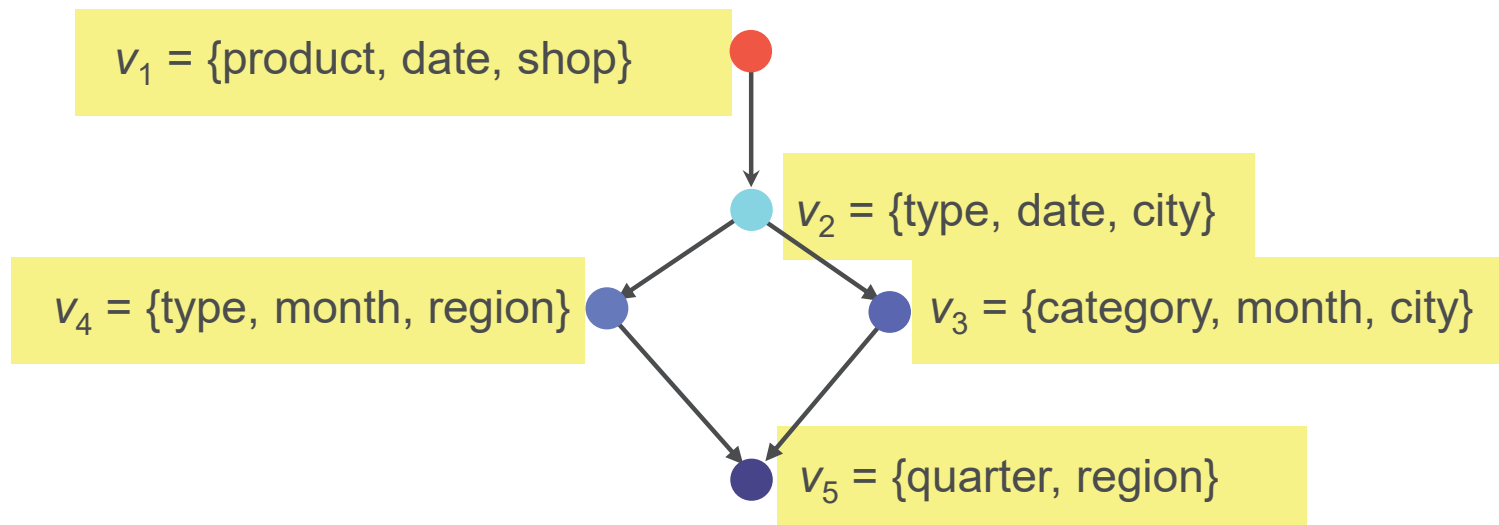 v₁ = {product, date, shop}
v₂ = {type, date, city}
v₄ = {type, month, region}
v₃ = {category, month, city}
v₅ = {quarter, region}